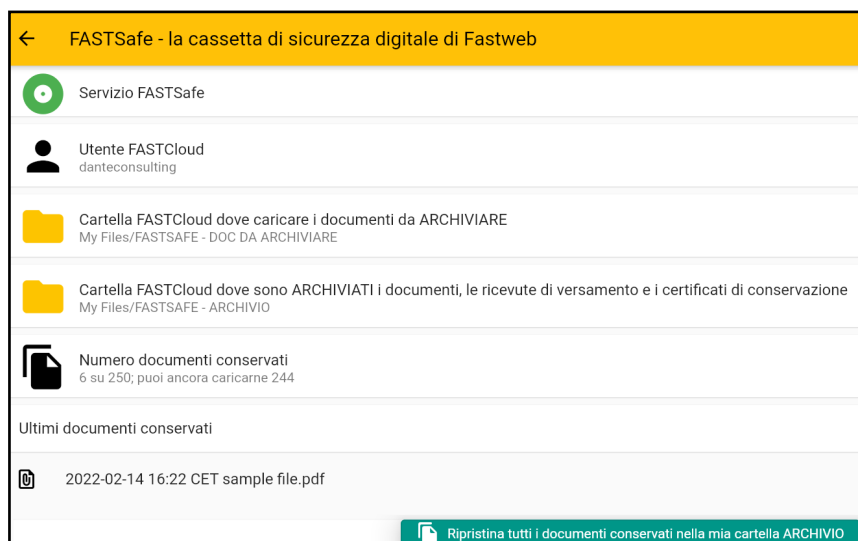 FASTSafe - la cassetta di sicurezza digitale di Fastweb
Servizio FASTSafe
Utente FASTCloud
danteconsulting
Cartella FASTCloud dove caricare i documenti da ARCHIVIARE
My Files/FASTSAFE - DOC DA ARCHIVIARE
Cartella FASTCloud dove sono ARCHIVIATI i documenti, le ricevute di versamento e i certificati di conservazione
My Files/FASTSAFE - ARCHIVIO
Numero documenti conservati
6 su 250; puoi ancora caricarne 244
Ultimi documenti conservati
2022-02-14 16:22 CET sample file.pdf
Ripristina tutti i documenti conservati nella mia cartella ARCHIVIO